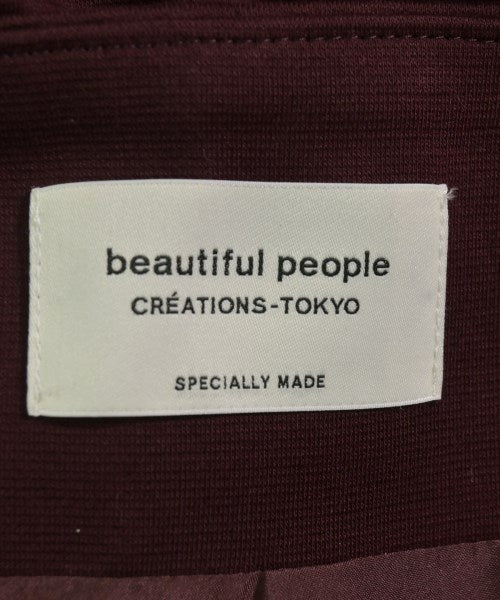 beautiful people
CRÉATIONS-TOKYO
SPECIALLY MADE